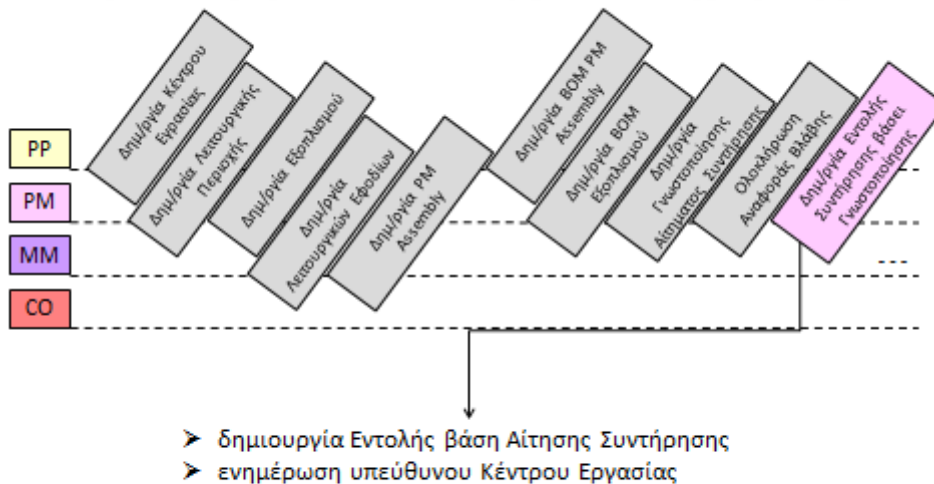 Δημ/ργία Κέντρου
Εγρασίας
Δημ/ργία Λειτουργικής
Περιοχής
Δημ/ργία Εξοπλισμού
Δημ/ργία
Λειτουργικών Εφοδίων
Δημ/ργία PM
Assembly
Δημ/ργία BOM PM
Assembly
Δημ/ργία BOM
Εξοπλισμού
Δημ/ργία
Γνωστοποίησης
Αίτηματος Συντήρησης
Ολοκλήρωση
Αναφοράς Βλάβης
Δημ/ργία Εντολής
Συντήρησης βάσει
Γνωστοποίησης
PP
PM
MM
CO
---
➤ δημιουργία Εντολής βάση Αίτησης Συντήρησης
➤ ενημέρωση υπεύθυνου Κέντρου Εργασίας